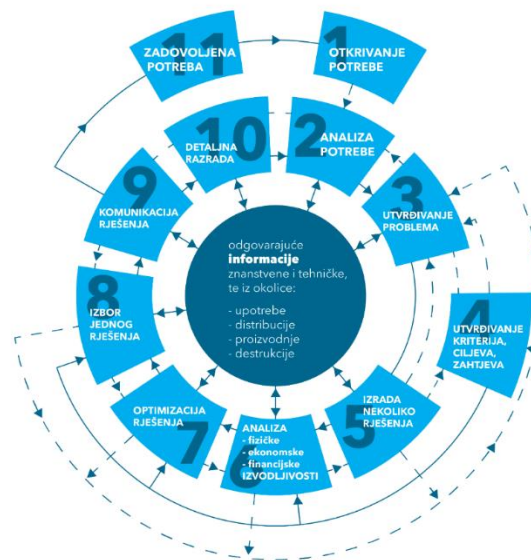 11
ZADOVOLJENA
POTREBA
1
OTKRIVANJE
POTREBE
10
DETALJNA
RAZRADA
2
ANALIZA
POTREBE
9
KOMUNIKACIJA
RJEŠENJA
3
UTVRĐIVANJE
PROBLEMA
odgovarajuće
informacije
znanstvene i tehničke,
te iz okolice:
- upotrebe
- distribucije
- proizvodnje
- destrukcije
8
IZBOR
JEDNOG
RJEŠENJA
4
UTVRĐIVANJE
KRITERIJA,
CILJEVA,
ZAHTJEVA
7
OPTIMIZACIJA
RJEŠENJA
6
ANALIZA
- fizičke
- ekonomske
- financijske
IZVODLJIVOSTI
5
IZRADA
NEKOLIKO
RJEŠENJA